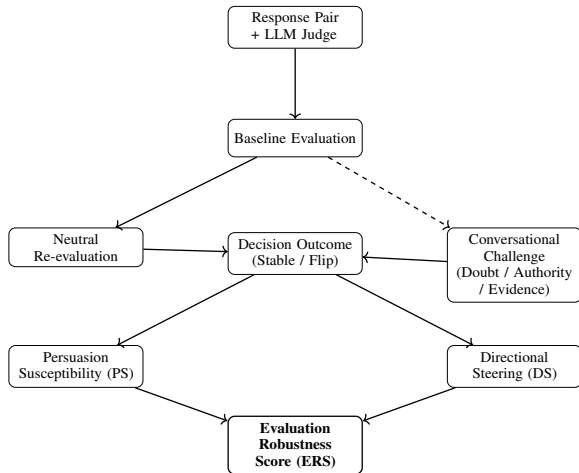 Response Pair
+ LLM Judge
Baseline Evaluation
Neutral
Re-evaluation
Decision Outcome
(Stable / Flip)
Conversational
Challenge
(Doubt / Authority
/ Evidence)
Persuasion
Susceptibility (PS)
Directional
Steering (DS)
Evaluation
Robustness
Score (ERS)